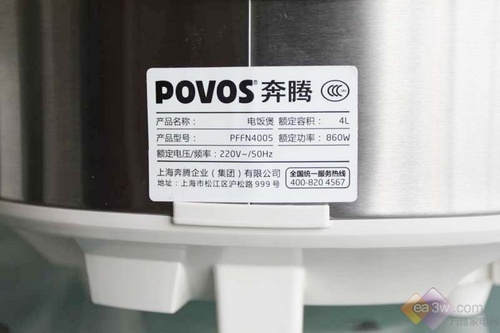 POVOS® 奔腾 CCC
产品名称: 电饭煲 额定容积: 4L
产品型号: PFFN4005 额定功率: 860W
额定电压/频率: 220V~/50Hz
上海奔腾企业(集团)有限公司 全国统一服务热线
地址: 上海市松江区沪松路999号 400-820 4567
ea3w.com